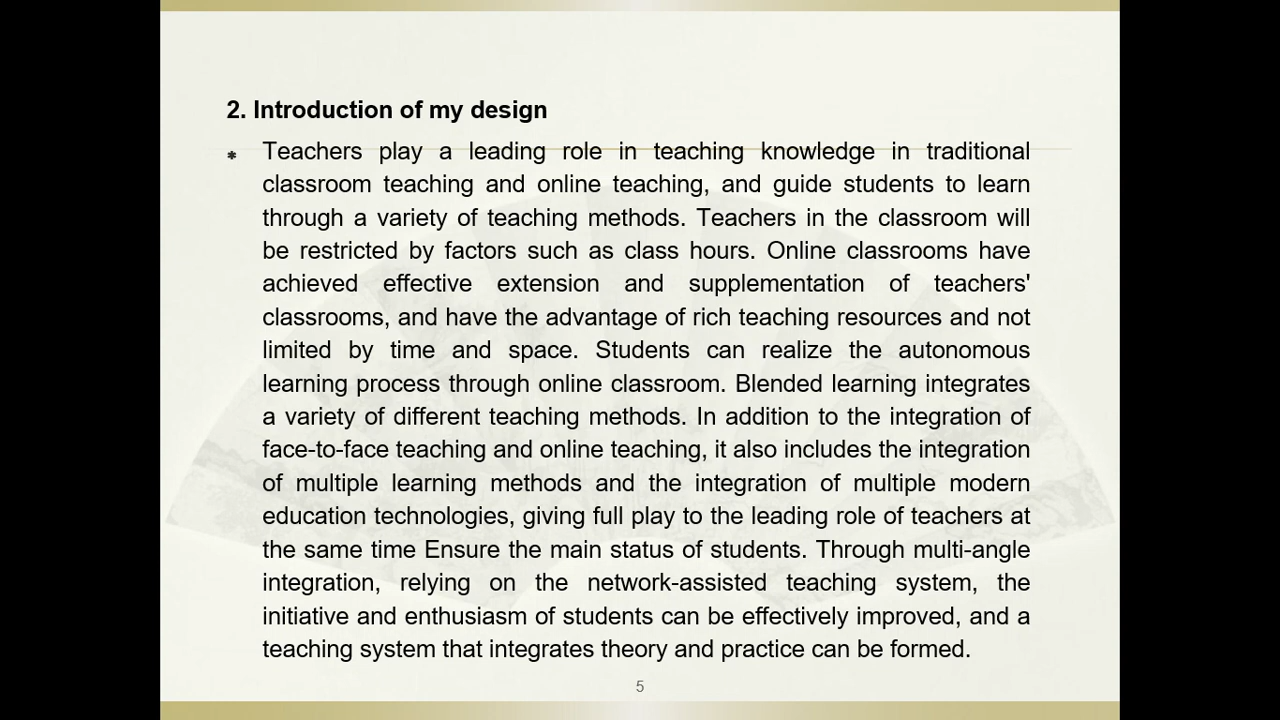 2. Introduction of my design
* Teachers play a leading role in teaching knowledge in traditional
classroom teaching and online teaching, and guide students to learn
through a variety of teaching methods. Teachers in the classroom will
be restricted by factors such as class hours. Online classrooms have
achieved effective extension and supplementation of teachers'
classrooms, and have the advantage of rich teaching resources and not
limited by time and space. Students can realize the autonomous
learning process through online classroom. Blended learning integrates
a variety of different teaching methods. In addition to the integration of
face-to-face teaching and online teaching, it also includes the integration
of multiple learning methods and the integration of multiple modern
education technologies, giving full play to the leading role of teachers at
the same time Ensure the main status of students. Through multi-angle
integration, relying on the network-assisted teaching system, the
initiative and enthusiasm of students can be effectively improved, and a
teaching system that integrates theory and practice can be formed.
5